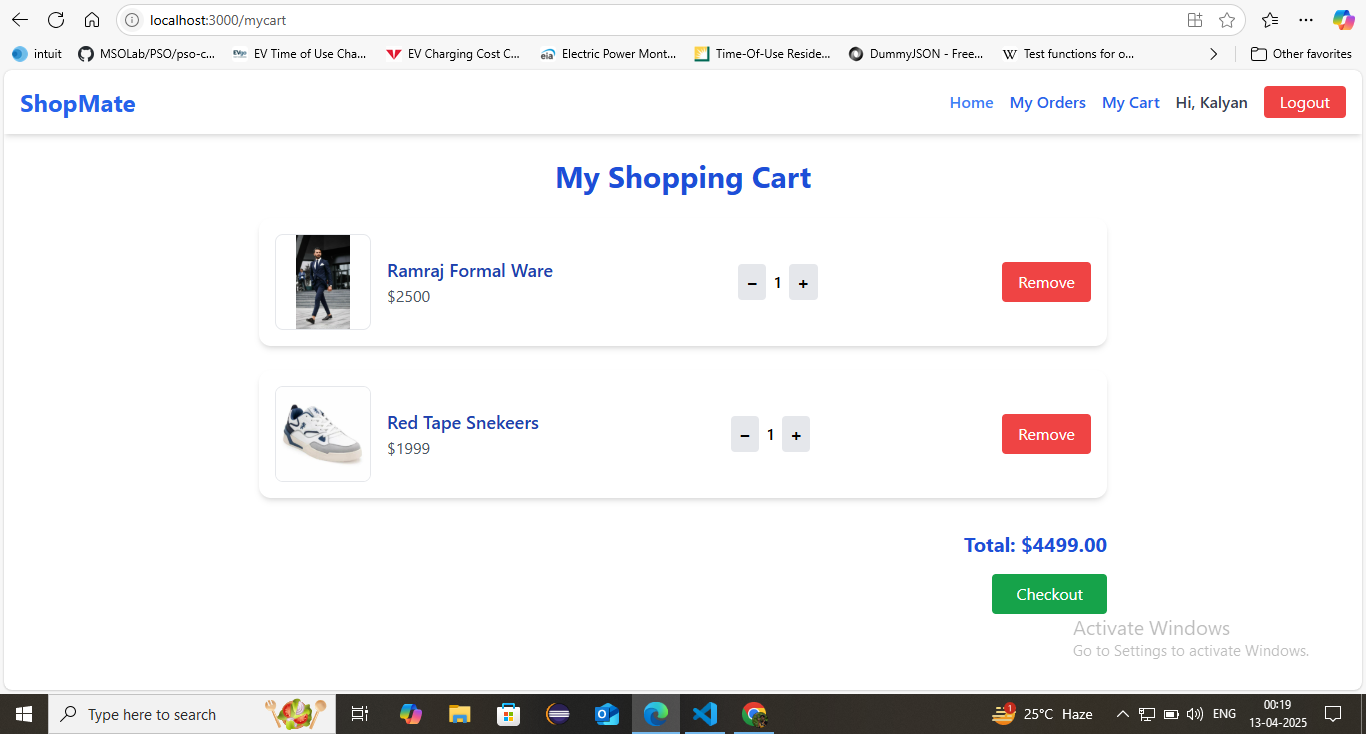 localhost:3000/mycart
intuit MSOLab/PSO/pso-c... EVgo EV Time of Use Cha... EV Charging Cost C... eia Electric Power Mont... Time-Of-Use Reside... DummyJSON - Free... W Test functions for o... Other favorites
ShopMate Home My Orders My Cart Hi, Kalyan Logout
My Shopping Cart
Ramraj Formal Ware
$2500
- 1 + Remove
Red Tape Snekeers
$1999
- 1 + Remove
Total: $4499.00
Checkout
Activate Windows
Go to Settings to activate Windows.
Type here to search 1 25°C Haze ENG 00:19
13-04-2025